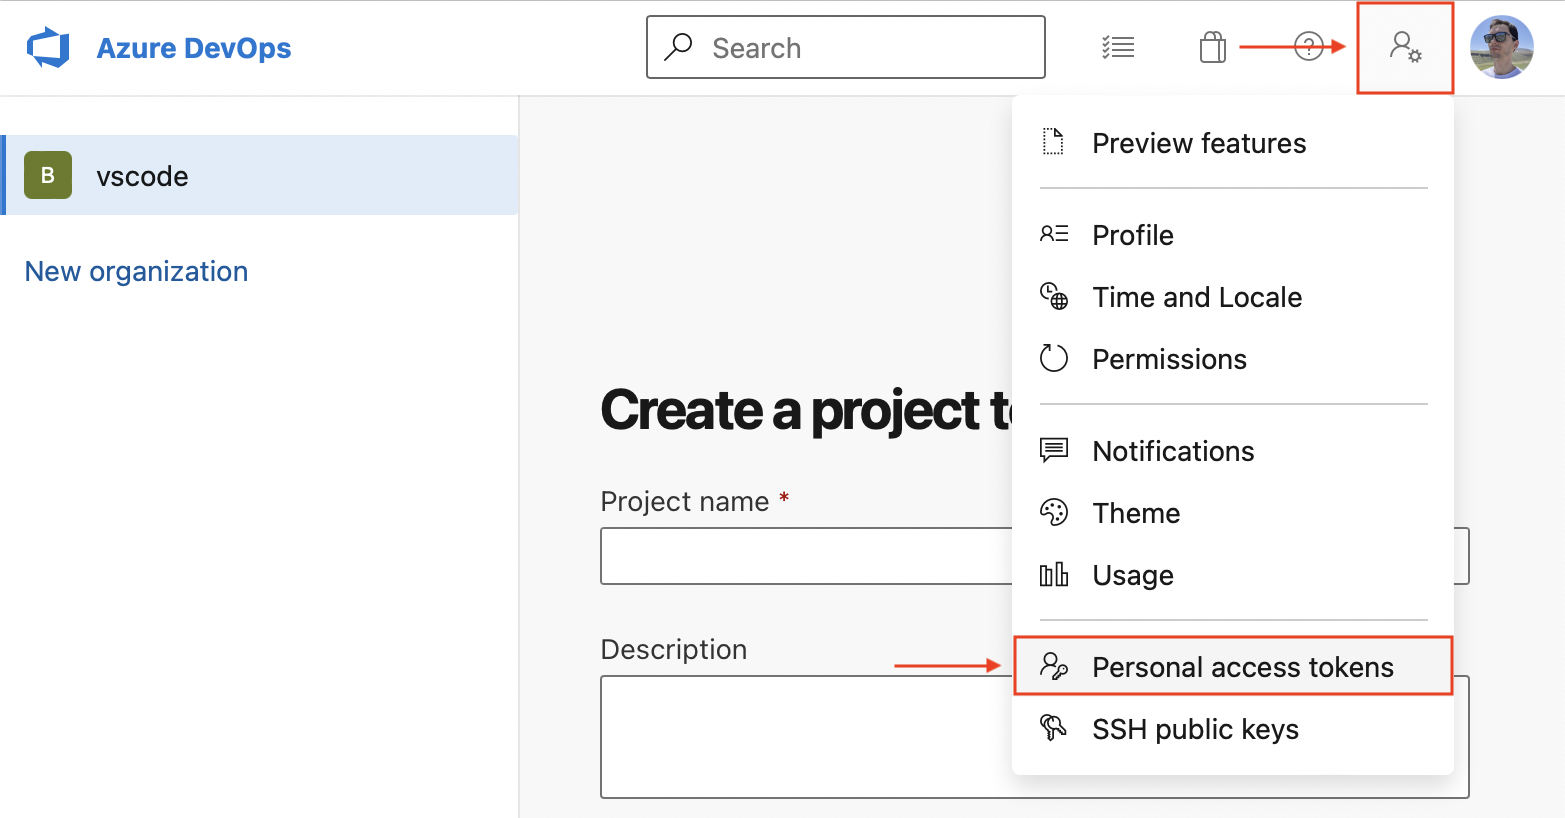 Azure DevOps
Search
B
vscode
New organization
Preview features
Profile
Time and Locale
Permissions
Notifications
Theme
Usage
Personal access tokens
SSH public keys
Create a project
Project name *
Description